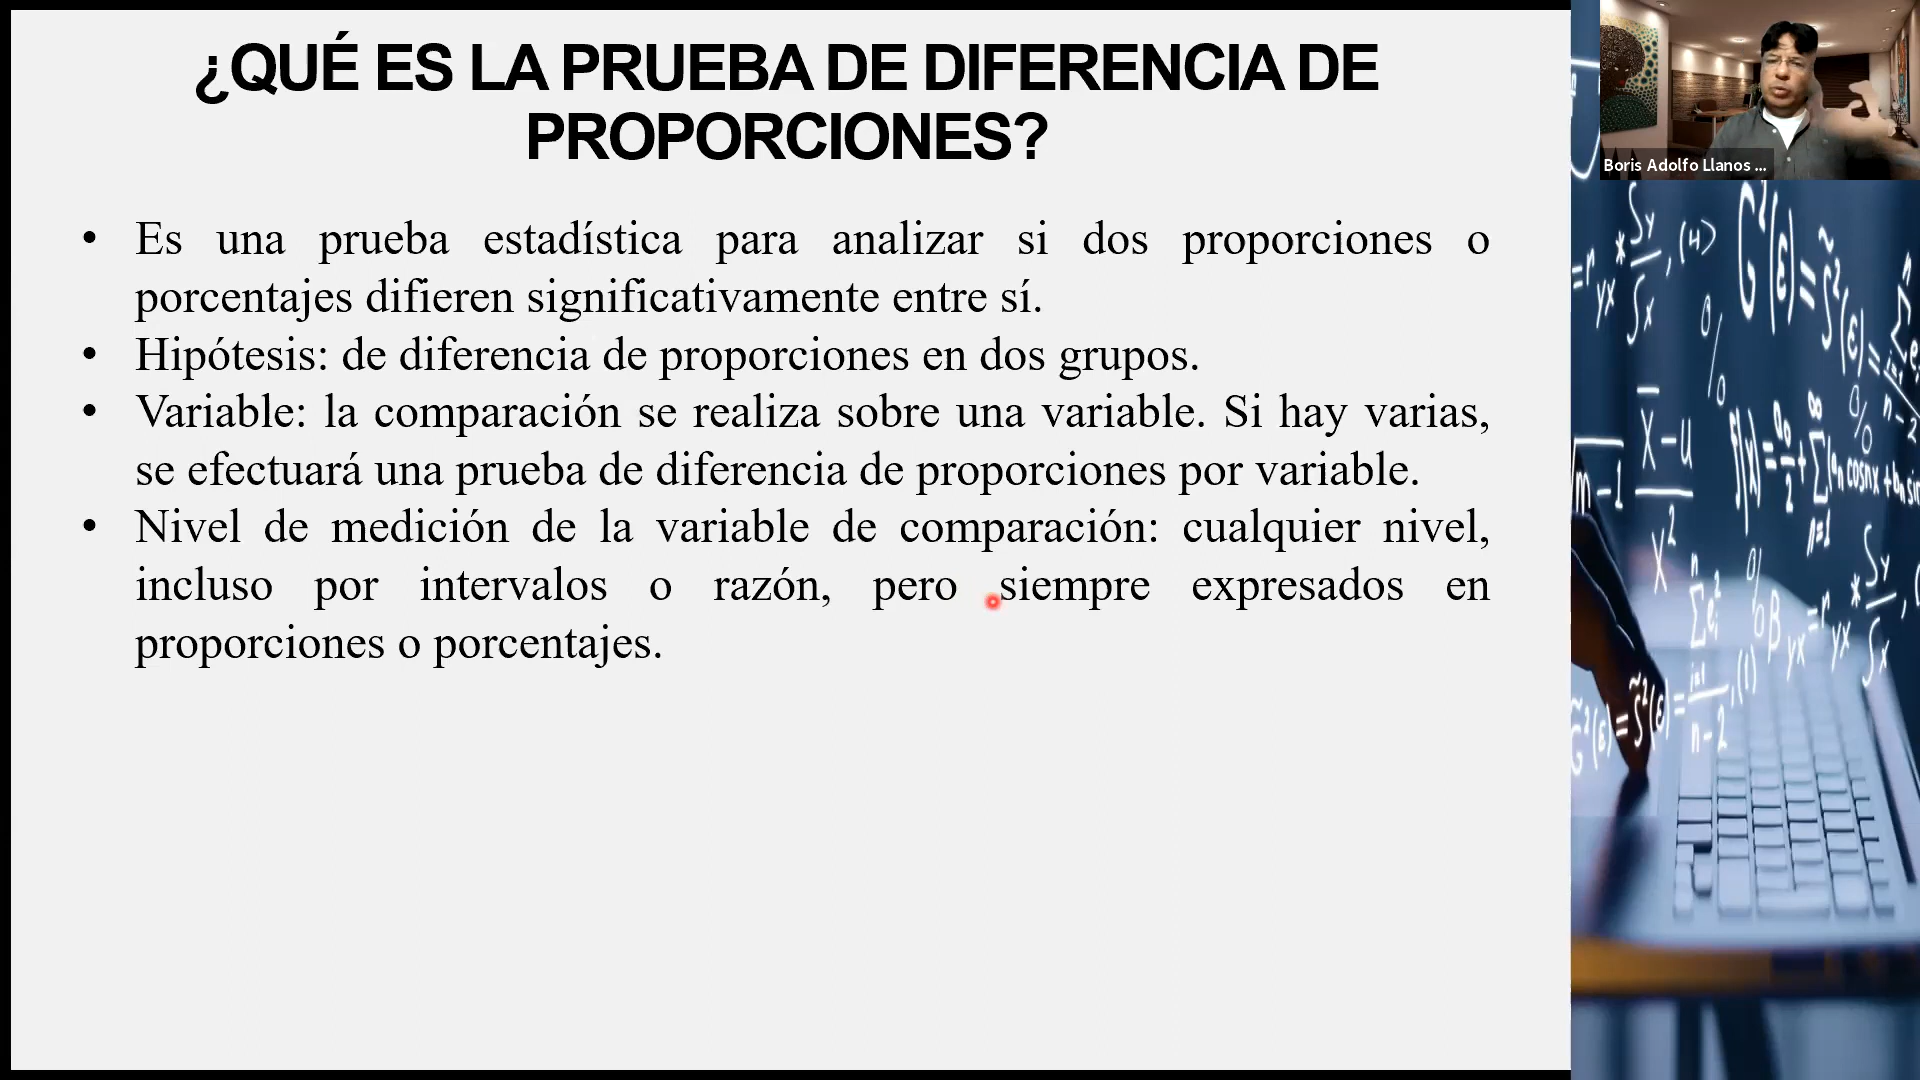 ¿QUÉ ES LA PRUEBA DE DIFERENCIA DE
PROPORCIONES?
• Es una prueba estadística para analizar si dos proporciones o
porcentajes difieren significativamente entre sí.
• Hipótesis: de diferencia de proporciones en dos grupos.
• Variable: la comparación se realiza sobre una variable. Si hay varias,
se efectuará una prueba de diferencia de proporciones por variable.
• Nivel de medición de la variable de comparación: cualquier nivel,
incluso por intervalos o razón, pero siempre expresados en
proporciones o porcentajes.
Boris Adolfo Llanos ...